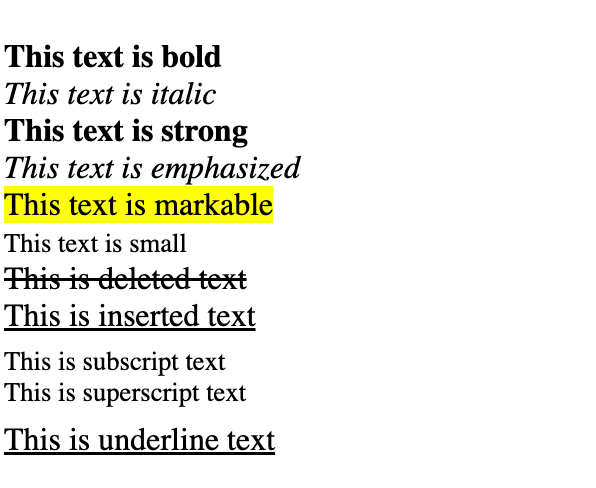 This text is bold
This text is italic
This text is strong
This text is emphasized
This text is markable
This text is small
This is deleted text
This is inserted text
This is subscript text
This is superscript text
This is underline text